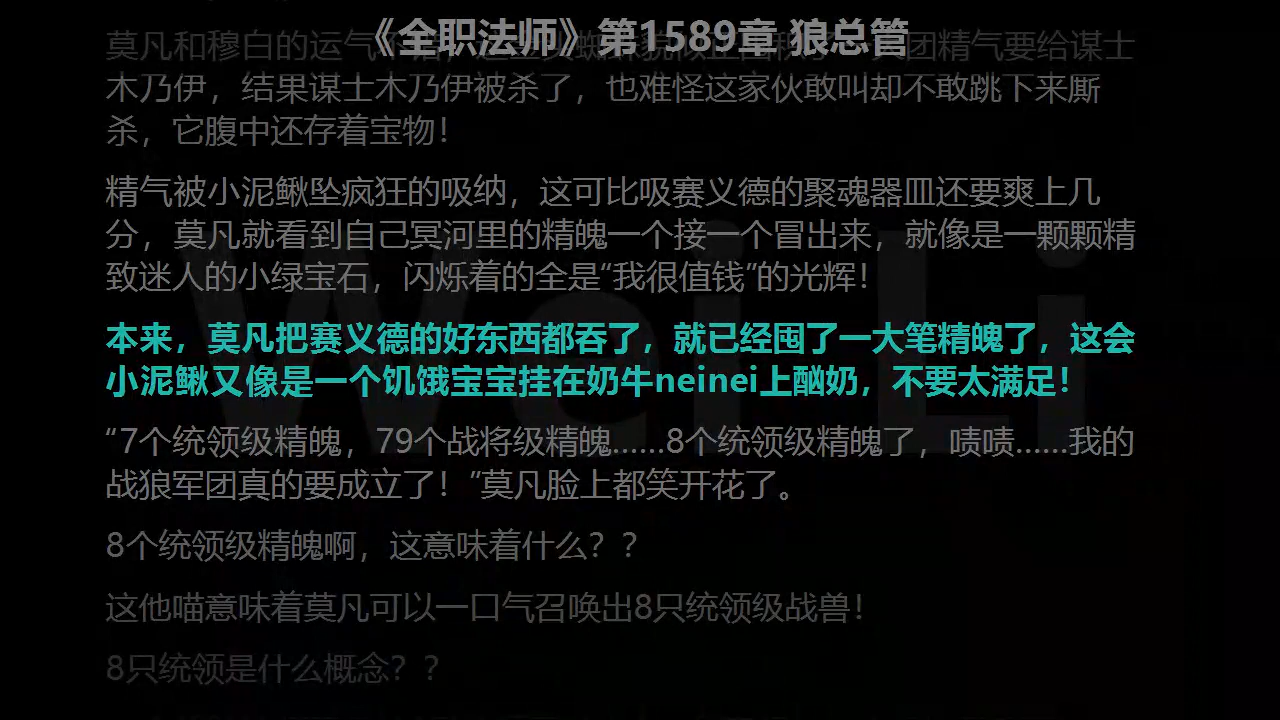 《全职法师》第1589章 狼总管
莫凡和穆白的运气不错，这金
团精气要给谋士
木乃伊，结果谋士木乃伊被杀了，也难怪这家伙敢叫却不敢跳下来厮
杀，它腹中还存着宝物！
精气被小泥鳅坠疯狂的吸纳，这可比吸赛义德的聚魂器皿还要爽上几
分，莫凡就看到自己冥河里的精魄一个接一个冒出来，就像是一颗颗精
致迷人的小绿宝石，闪烁着的全是“我很值钱”的光辉！
本来，莫凡把赛义德的好东西都吞了，就已经囤了一大笔精魄了，这会
小泥鳅又像是一个饥饿宝宝挂在奶牛neinei上酗奶，不要太满足！
“7个统领级精魄，79个战将级精魄……8个统领级精魄了，啧啧……我的
战狼军团真的要成立了！”莫凡脸上都笑开花了。
8个统领级精魄啊，这意味着什么？？
这他喵意味着莫凡可以一口气召唤出8只统领级战兽！
8只统领是什么概念？？
Wei Li